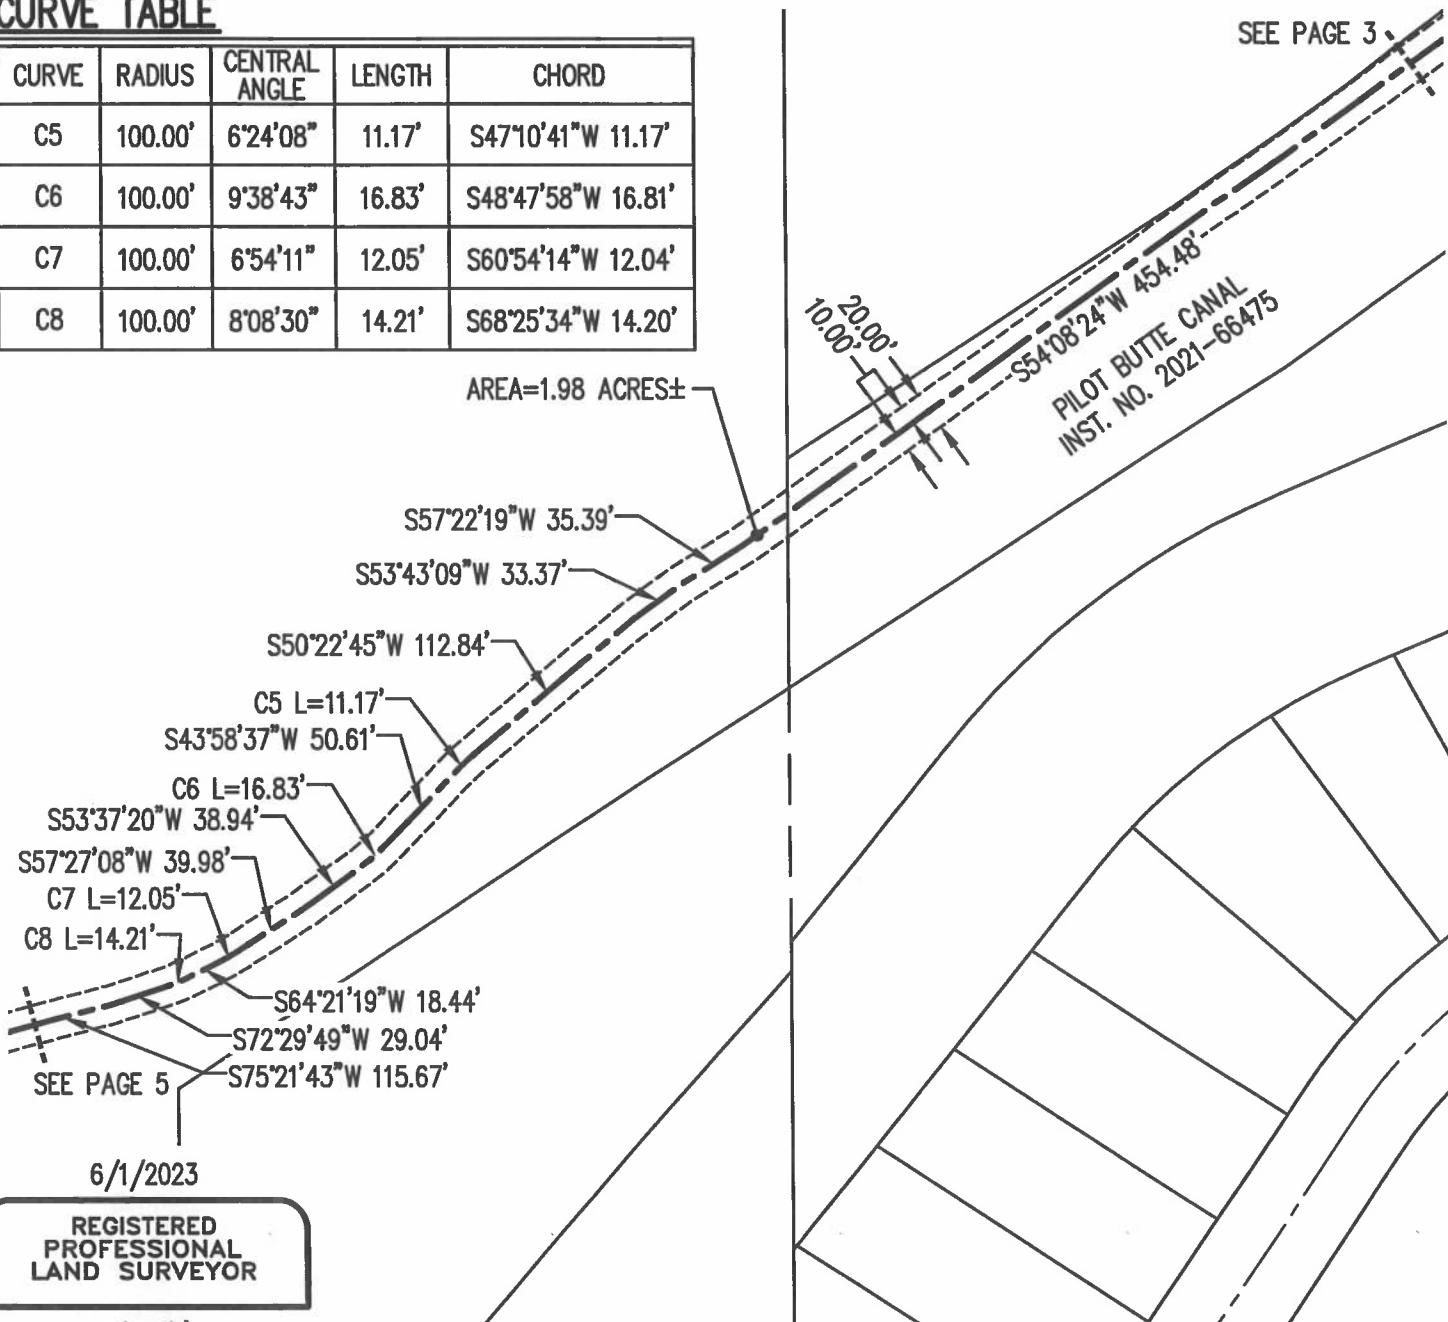 CURVE TABLE
CURVE RADIUS CENTRAL ANGLE LENGTH CHORD
C5 100.00' 6°24'08" 11.17' S47°10'41"W 11.17'
C6 100.00' 9°38'43" 16.83' S48°47'58"W 16.81'
C7 100.00' 6°54'11" 12.05' S60°54'14"W 12.04'
C8 100.00' 8°08'30" 14.21' S68°25'34"W 14.20'
SEE PAGE 3
20.00'
10.00'
S54°08'24"W 454.48'
PILOT BUTTE CANAL
INST. NO. 2021-66475
AREA=1.98 ACRES±
S57°22'19"W 35.39'
S53°43'09"W 33.37'
S50°22'45"W 112.84'
C5 L=11.17'
S43°58'37"W 50.61'
C6 L=16.83'
S53°37'20"W 38.94'
S57°27'08"W 39.98'
C7 L=12.05'
C8 L=14.21'
S64°21'19"W 18.44'
S72°29'49"W 29.04'
S75°21'43"W 115.67'
SEE PAGE 5
6/1/2023
REGISTERED
PROFESSIONAL
LAND SURVEYOR